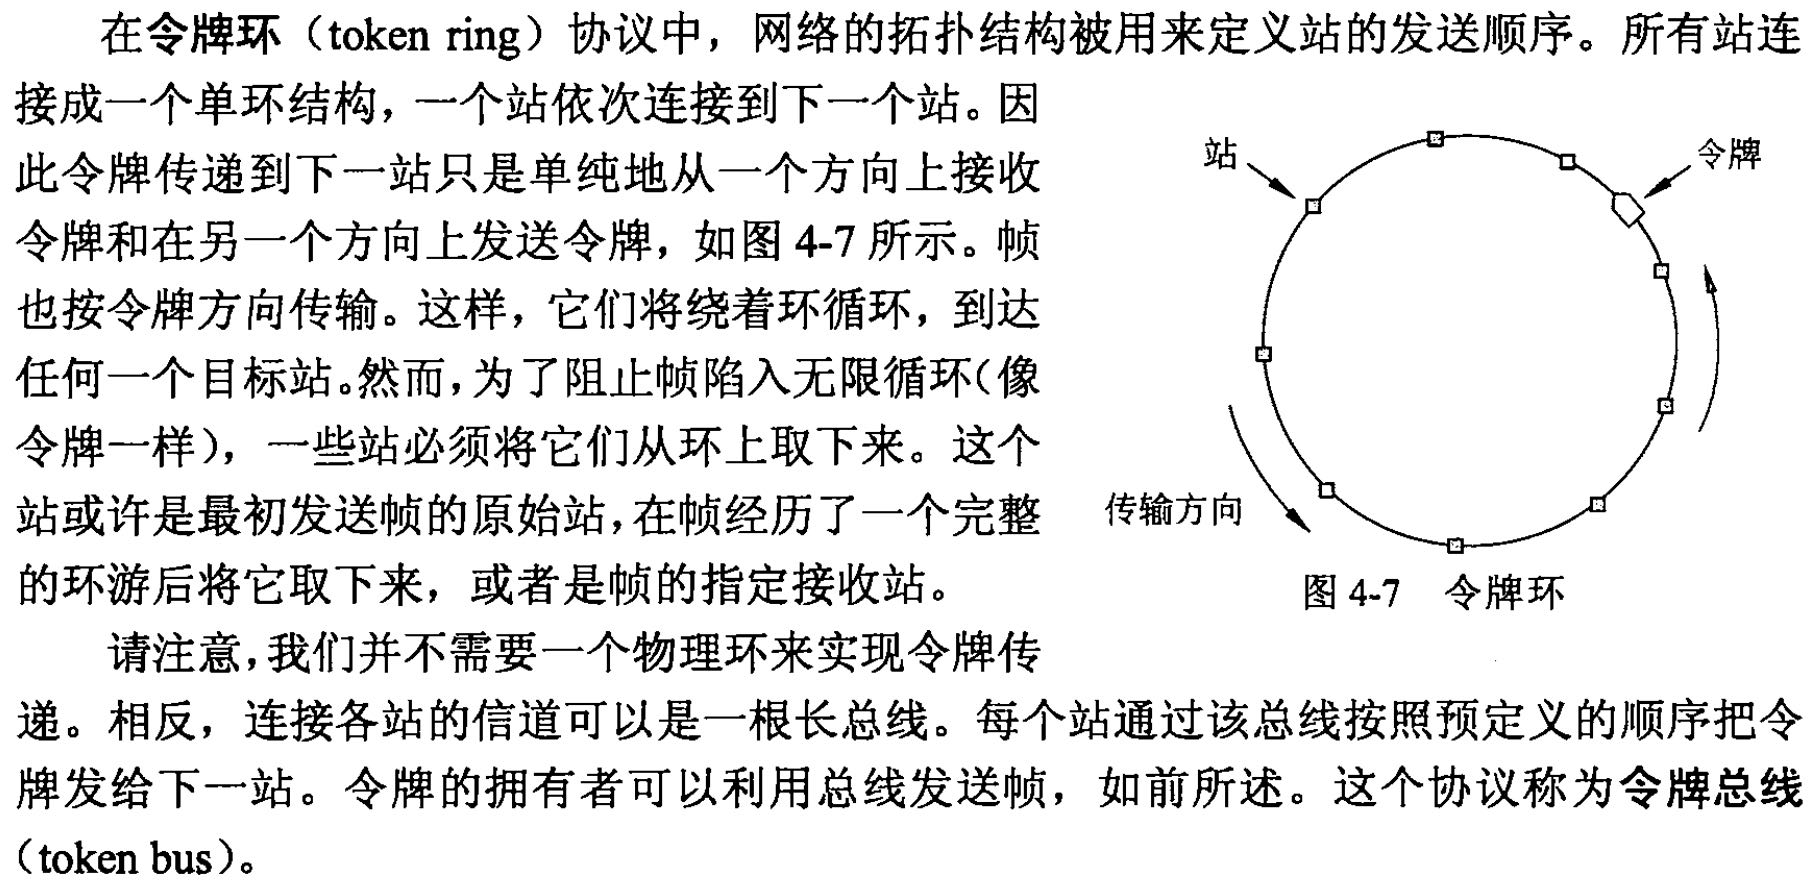 在令牌环（token ring）协议中，网络的拓扑结构被用来定义站的发送顺序。所有站连
接成一个单环结构，一个站依次连接到下一个站。因
此令牌传递到下一站只是单纯地从一个方向上接收
令牌和在另一个方向上发送令牌，如图 4-7 所示。帧
也按令牌方向传输。这样，它们将绕着环循环，到达
任何一个目标站。然而，为了阻止帧陷入无限循环（像
令牌一样），一些站必须将它们从环上取下来。这个
站或许是最初发送帧的原始站，在帧经历了一个完整
的环游后将它取下来，或者是帧的指定接收站。
站
令牌
传输方向
图 4-7 令牌环
请注意，我们并不需要一个物理环来实现令牌传
递。相反，连接各站的信道可以是一根长总线。每个站通过该总线按照预定义的顺序把令
牌发给下一站。令牌的拥有者可以利用总线发送帧，如前所述。这个协议称为令牌总线
（token bus）。